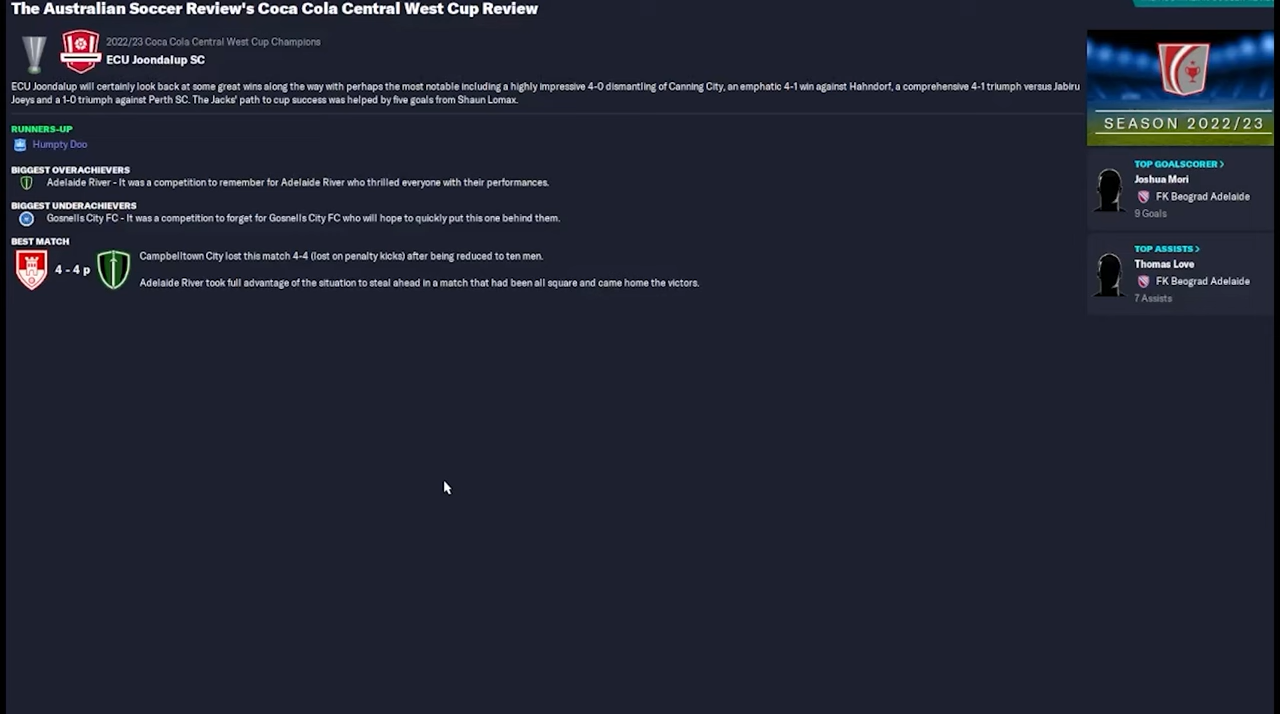 The Australian Soccer Review's Coca Cola Central West Cup Review
2022/23 Coca Cola Central West Cup Champions
ECU Joondalup SC
ECU Joondalup will certainly look back at some great wins along the way with perhaps the most notable including a highly impressive 4-0 dismantling of Canning City, an emphatic 4-1 win against Hahndorf, a comprehensive 4-1 triumph versus Jabiru
Joeys and a 1-0 triumph against Perth SC. The Jacks' path to cup success was helped by five goals from Shaun Lomax.
RUNNERS-UP
Humpty Doo
BIGGEST OVERACHIEVERS
Adelaide River - It was a competition to remember for Adelaide River who thrilled everyone with their performances.
BIGGEST UNDERACHIEVERS
Gosnells City FC - It was a competition to forget for Gosnells City FC who will hope to quickly put this one behind them.
BEST MATCH
4 - 4 p
Campbelltown City lost this match 4-4 (lost on penalty kicks) after being reduced to ten men.
Adelaide River took full advantage of the situation to steal ahead in a match that had been all square and came home the victors.
SEASON 2022/23
TOP GOALSCORER >
Joshua Mori
FK Beograd Adelaide
9 Goals
TOP ASSISTS >
Thomas Love
FK Beograd Adelaide
7 Assists